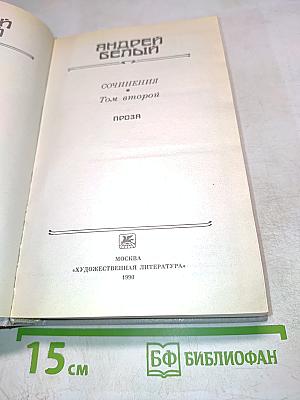 АНДРЕЙ
БЕЛЫЙ
СОЧИНЕНИЯ
Том второй
ПРОЗА
МОСКВА
«ХУДОЖЕСТВЕННАЯ ЛИТЕРАТУРА»
1990
15 см
БФ БИБЛИОФАН